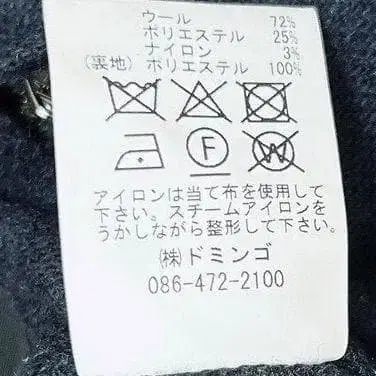 ウール 72%
ポリエステル 25%
ナイロン 3%
(裏地) ポリエステル 100%
F W
アイロンは当て布を使用して
下さい。スチームアイロンを
うかしながら整形して下さい。
㈱ドミンゴ
086-472-2100